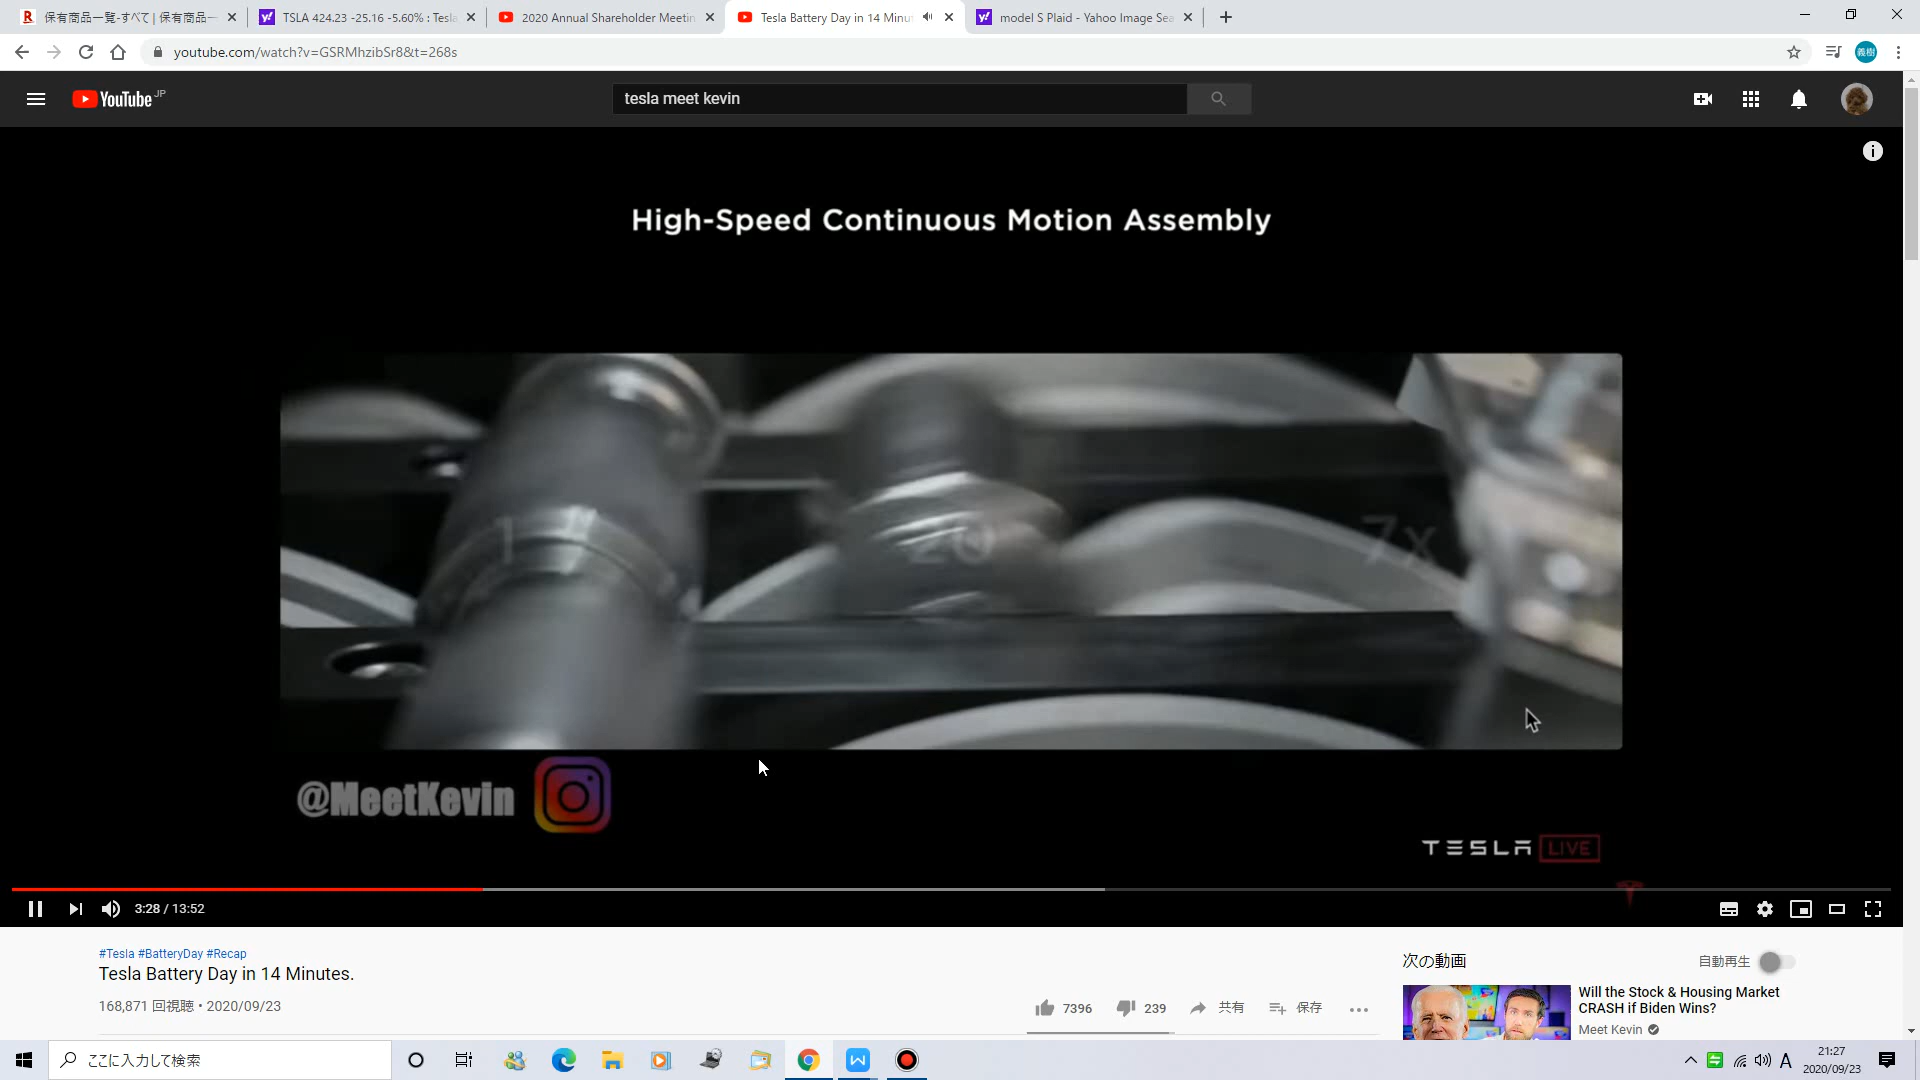 保有商品一覧-すべて | 保有商品一
TSLA 424.23 -25.16 -5.60% : Tesla
2020 Annual Shareholder Meetin
Tesla Battery Day in 14 Minut
model S Plaid - Yahoo Image Sea
youtube.com/watch?v=GSRMhzibSr8&t=268s
義樹
YouTube JP
tesla meet kevin
High-Speed Continuous Motion Assembly
1
20
7x
@MeetKevin
TESLA LIVE
3:28 / 13:52
#Tesla #BatteryDay #Recap
Tesla Battery Day in 14 Minutes.
168,871 回視聴・2020/09/23
7396
239
共有
保存
次の動画
自動再生
Will the Stock & Housing Market
CRASH if Biden Wins?
Meet Kevin
ここに入力して検索
A
21:27
2020/09/23